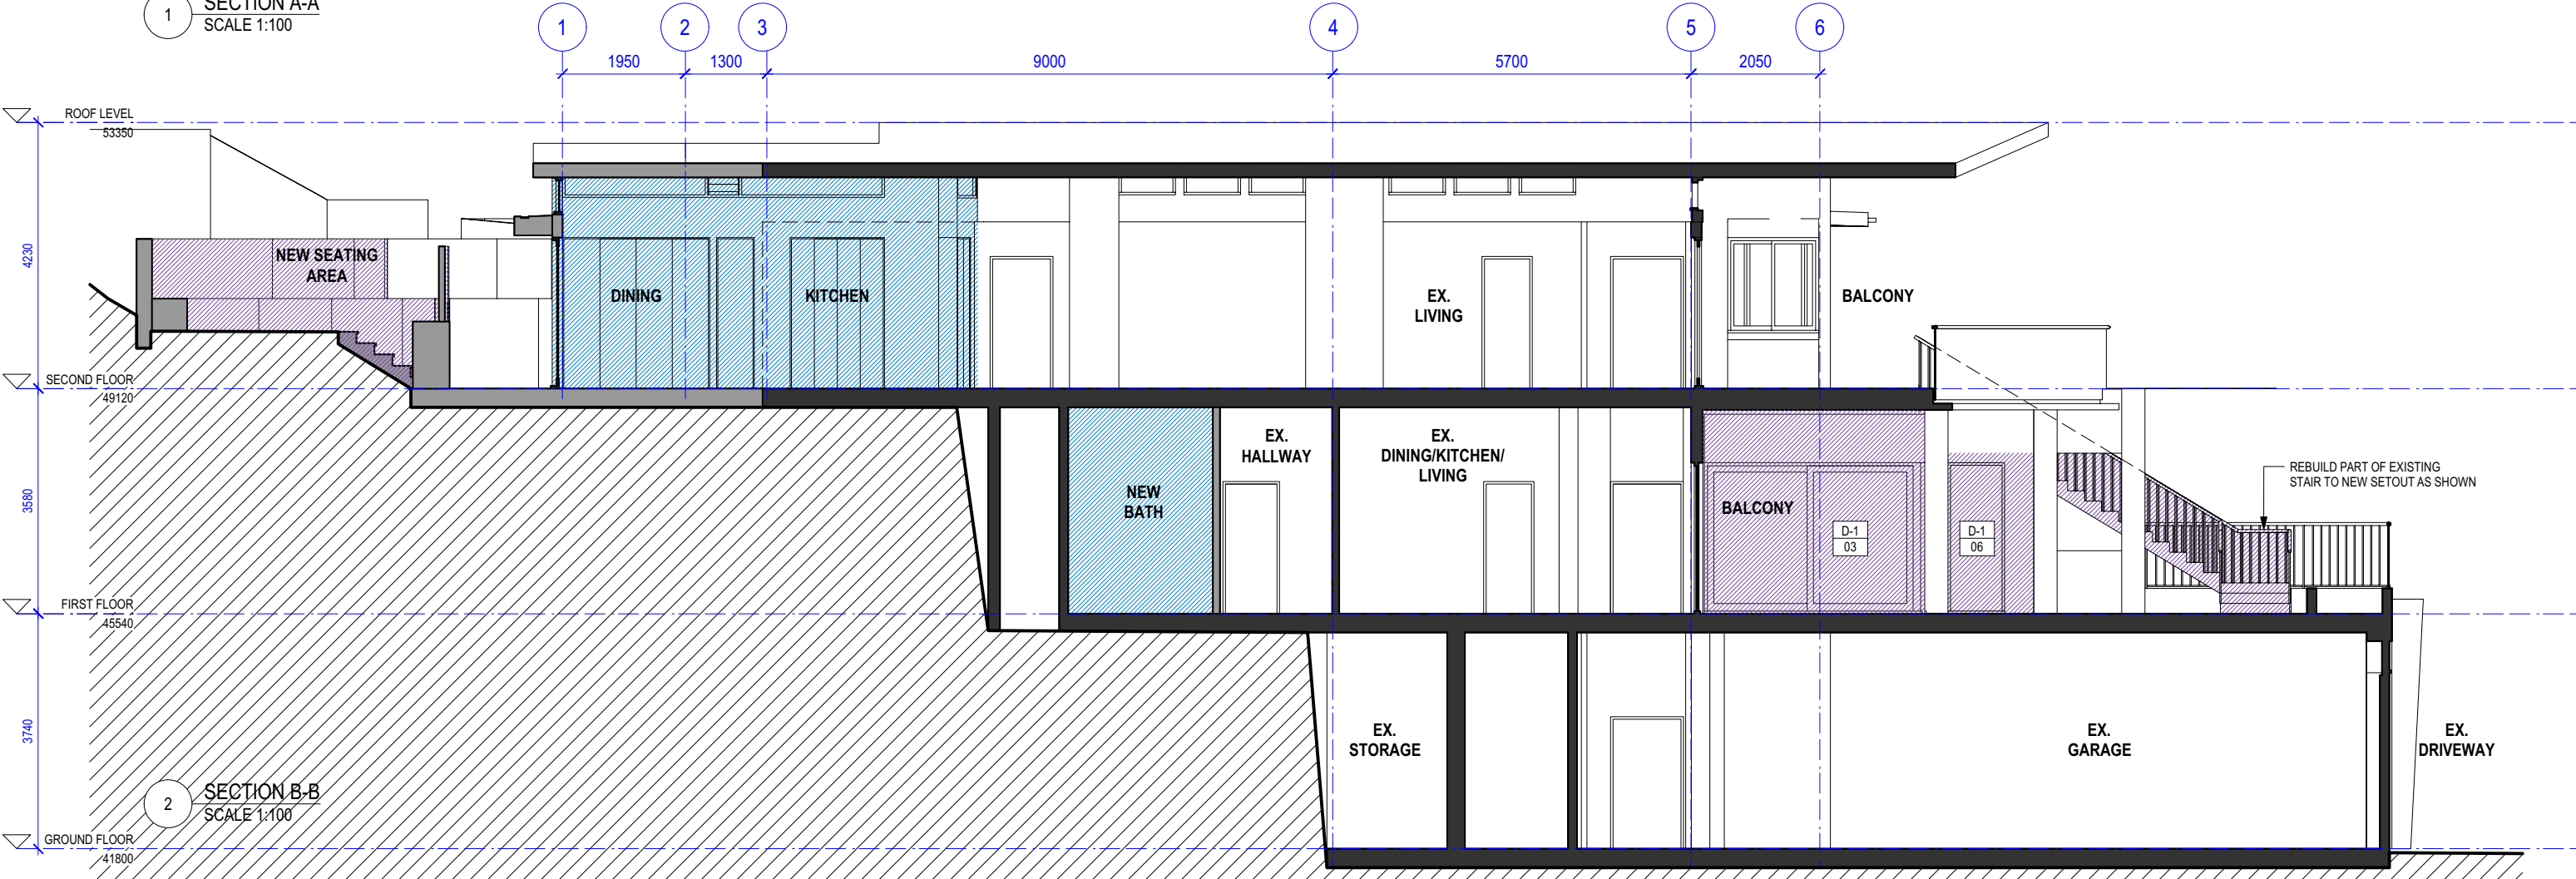 1
SECTION A-A
SCALE 1:100
1
2
3
4
5
6
1950
1300
9000
5700
2050
ROOF LEVEL
53350
4230
NEW SEATING
AREA
DINING
KITCHEN
EX.
LIVING
BALCONY
SECOND FLOOR
49120
3580
NEW
BATH
EX.
HALLWAY
EX.
DINING/KITCHEN/
LIVING
BALCONY
D-1
03
D-1
06
REBUILD PART OF EXISTING
STAIR TO NEW SETOUT AS SHOWN
FIRST FLOOR
45540
3740
EX.
STORAGE
EX.
GARAGE
EX.
DRIVEWAY
2
SECTION B-B
SCALE 1:100
GROUND FLOOR
41800